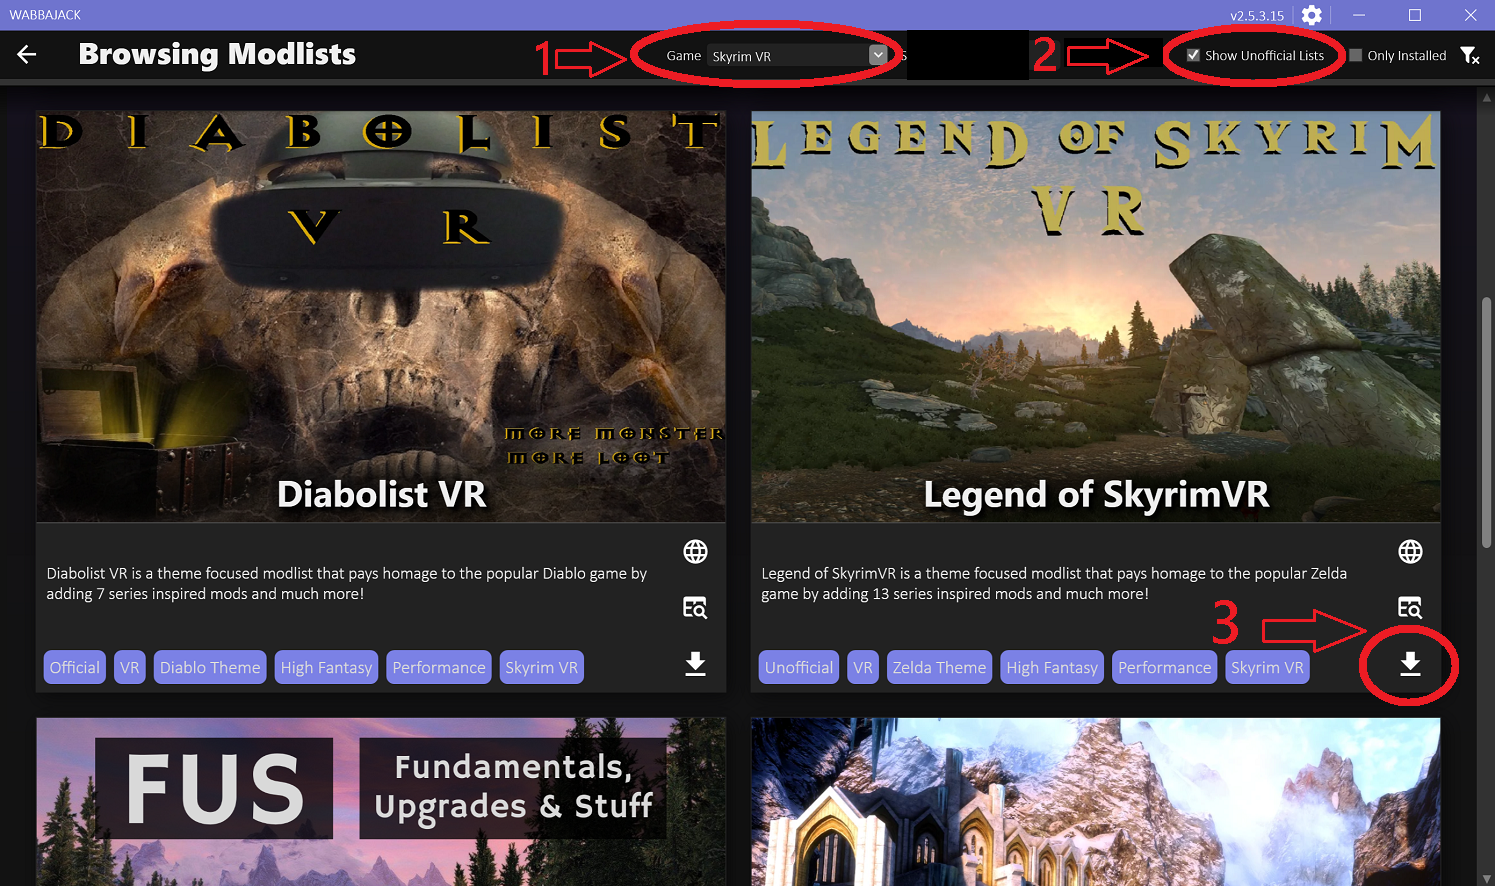 WABBAJACK
v2.5.3.15
Browsing Modlists
1
Game
Skyrim VR
2
Show Unofficial Lists
Only Installed
DIABOLIST
VR
MORE MONSTER
MORE LOOT
Diabolist VR
Diabolist VR is a theme focused modlist that pays homage to the popular Diablo game by
adding 7 series inspired mods and much more!
Official
VR
Diablo Theme
High Fantasy
Performance
Skyrim VR
LEGEND OF SKYRIM
VR
Legend of SkyrimVR
Legend of SkyrimVR is a theme focused modlist that pays homage to the popular Zelda
game by adding 13 series inspired mods and much more!
3
Unofficial
VR
Zelda Theme
High Fantasy
Performance
Skyrim VR
FUS
Fundamentals,
Upgrades & Stuff